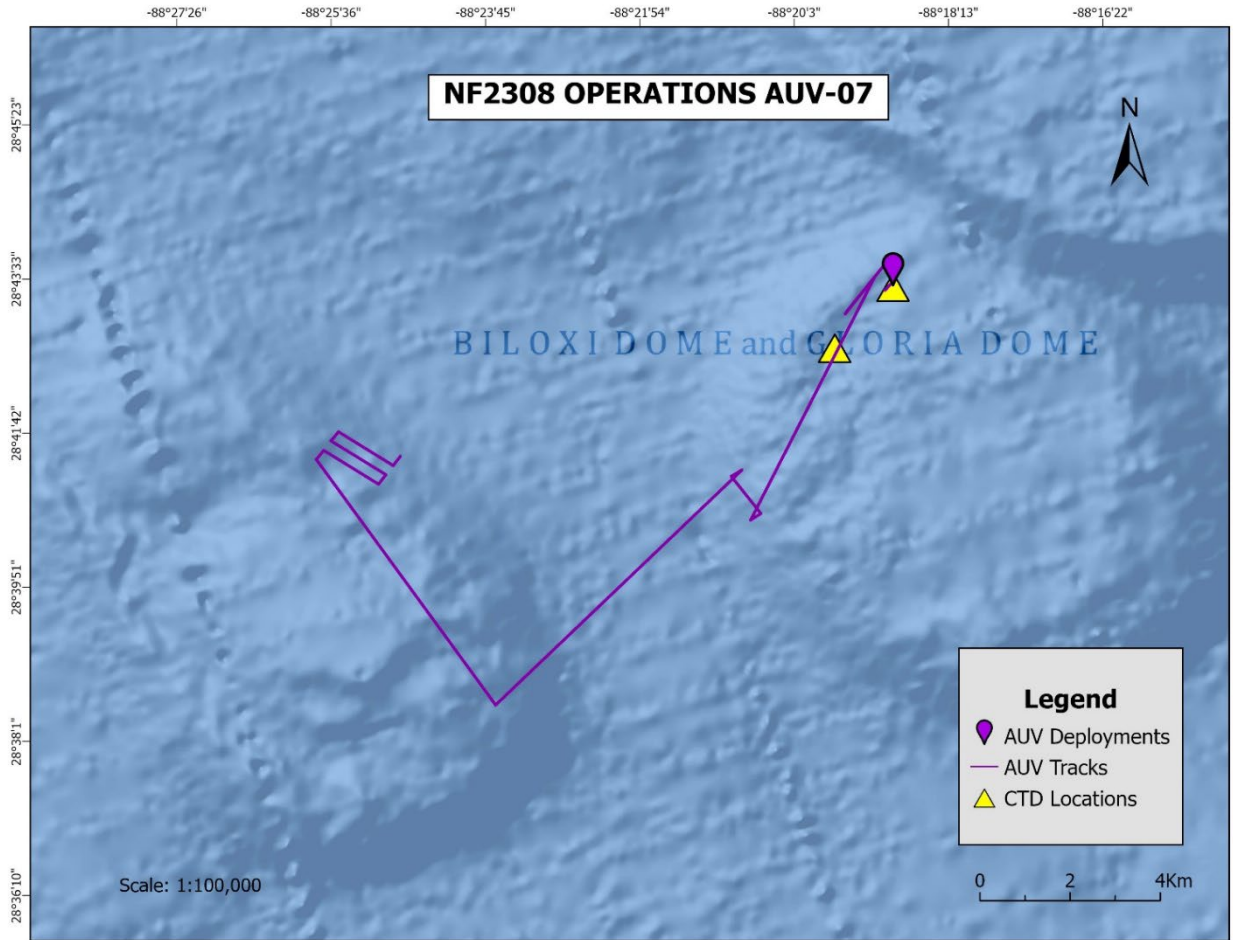 -88°27'26" -88°25'36" -88°23'45" -88°21'54" -88°20'3" -88°18'13" -88°16'22"
NF2308 OPERATIONS AUV-07
N
28°45'23"
28°43'33"
BILOXI DOME and GLORIA DOME
28°41'42"
28°39'51"
28°38'1"
28°36'10"
Legend
AUV Deployments
AUV Tracks
CTD Locations
Scale: 1:100,000
0 2 4Km